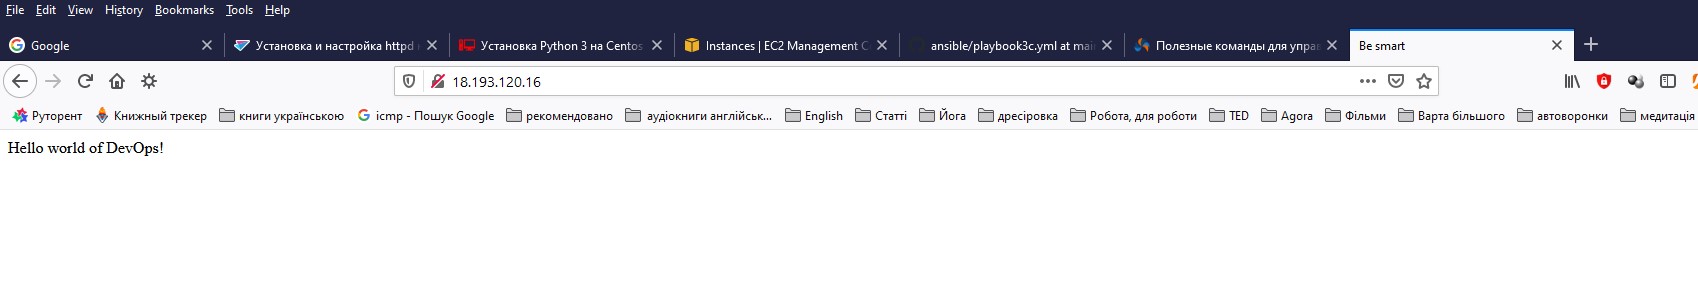 File Edit View History Bookmarks Tools Help
Google Установка и настройка httpd Установка Python 3 на Centos Instances | EC2 Management C ansible/playbook3c.yml at mai Полезные команды для управ Be smart
18.193.120.16
Руторент Книжный трекер книги українською icmp - Пошук Google рекомендовано аудіокниги англійськ... English Статті Йога дресіровка Робота, для роботи TED Agora Фільми Варта більшого автоворонки медитація
Hello world of DevOps!